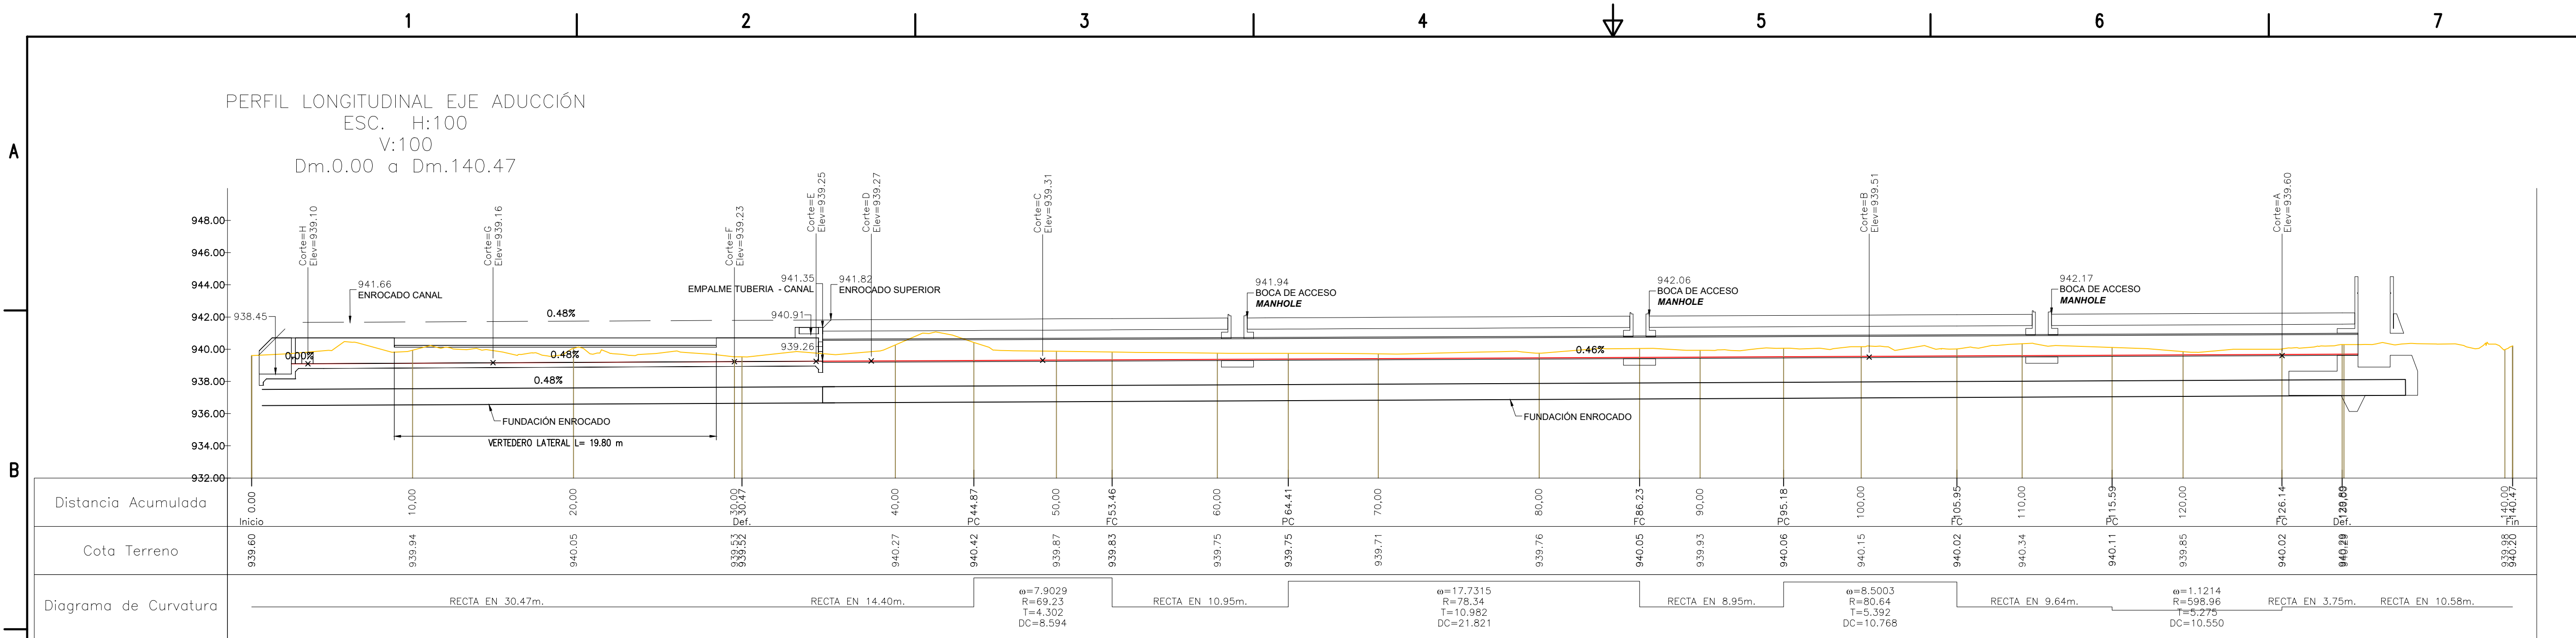 1 2 3 4 5 6 7
A
B
PERFIL LONGITUDINAL EJE ADUCCIÓN
ESC. H:100
V:100
Dm.0.00 a Dm.140.47
948.00
946.00
944.00
942.00
940.00
938.00
936.00
934.00
932.00
Corte=H
Elev=939.10
Corte=G
Elev=939.16
Corte=F
Elev=939.23
Corte=E
Elev=939.25
Corte=D
Elev=939.27
Corte=C
Elev=939.31
Corte=B
Elev=939.51
Corte=A
Elev=939.60
938.45
941.66
ENROCADO CANAL
0.48%
941.35
EMPALME TUBERIA - CANAL
941.82
ENROCADO SUPERIOR
940.91
939.26
941.94
BOCA DE ACCESO
MANHOLE
942.06
BOCA DE ACCESO
MANHOLE
942.17
BOCA DE ACCESO
MANHOLE
0.00%
0.48%
0.46%
0.48%
FUNDACIÓN ENROCADO
FUNDACIÓN ENROCADO
VERTEDERO LATERAL L= 19.80 m
Distancia Acumulada
0.00 10,00 20,00 30,00 30.47 40,00 44.87 50,00 53.46 60,00 64.41 70,00 80,00 86.23 90,00 95.18 100,00 105.95 110,00 115.59 120,00 126.14 140,00 140.47
Inicio Def. PC FC PC FC PC FC PC FC Def. Fin
Cota Terreno
939.60 939.94 940.05 939.53 939.52 940.27 940.42 939.87 939.83 939.75 939.75 939.71 939.76 940.05 939.93 940.06 940.15 940.02 940.34 940.11 939.85 940.02 939.98 940.20
Diagrama de Curvatura
RECTA EN 30.47m.
RECTA EN 14.40m.
ω=7.9029
R=69.23
T=4.302
DC=8.594
RECTA EN 10.95m.
ω=17.7315
R=78.34
T=10.982
DC=21.821
RECTA EN 8.95m.
ω=8.5003
R=80.64
T=5.392
DC=10.768
RECTA EN 9.64m.
ω=1.1214
R=598.96
T=5.275
DC=10.550
RECTA EN 3.75m.
RECTA EN 10.58m.